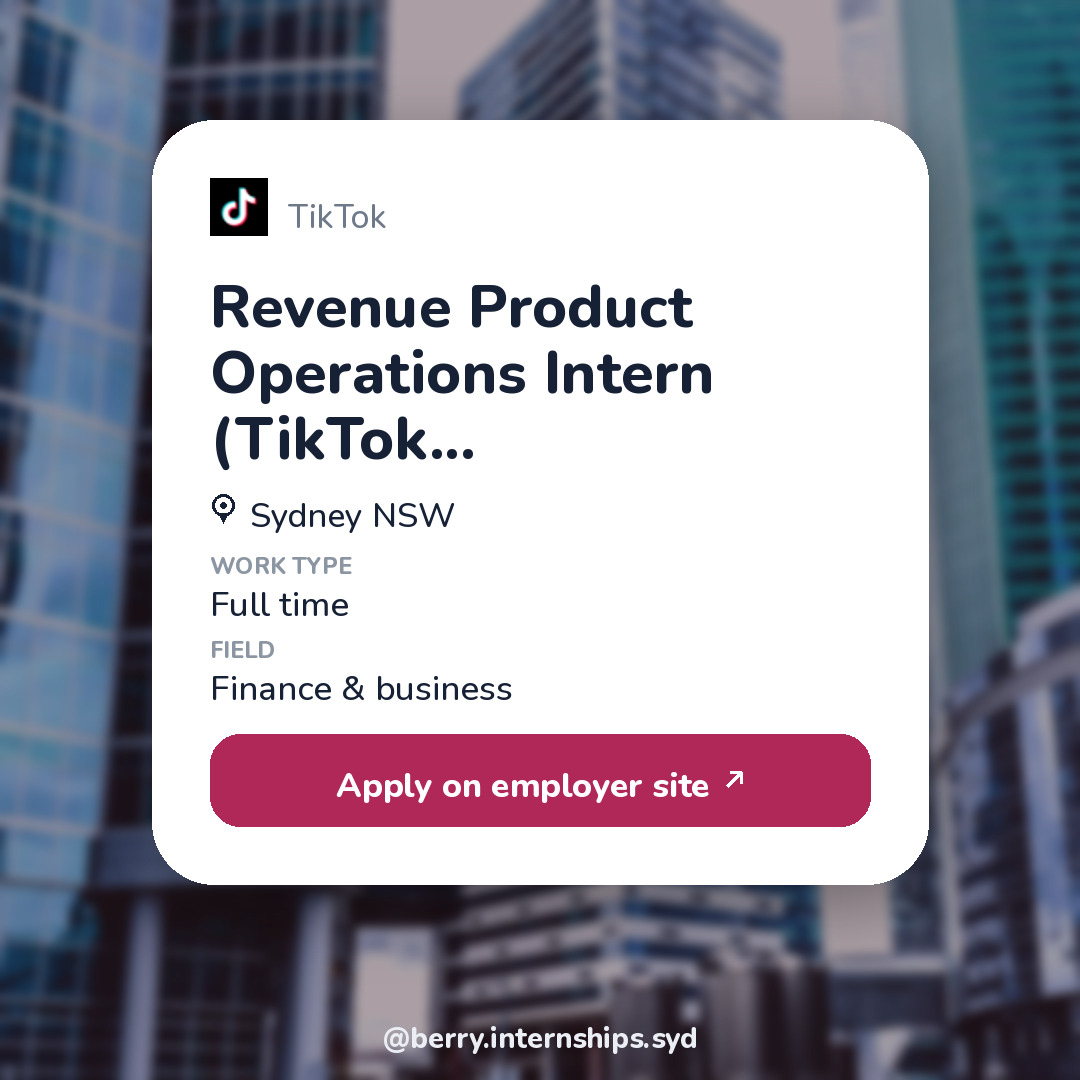 TikTok
Revenue Product
Operations Intern
(TikTok...
Sydney NSW
WORK TYPE
Full time
FIELD
Finance & business
Apply on employer site ↗
@berry.internships.syd